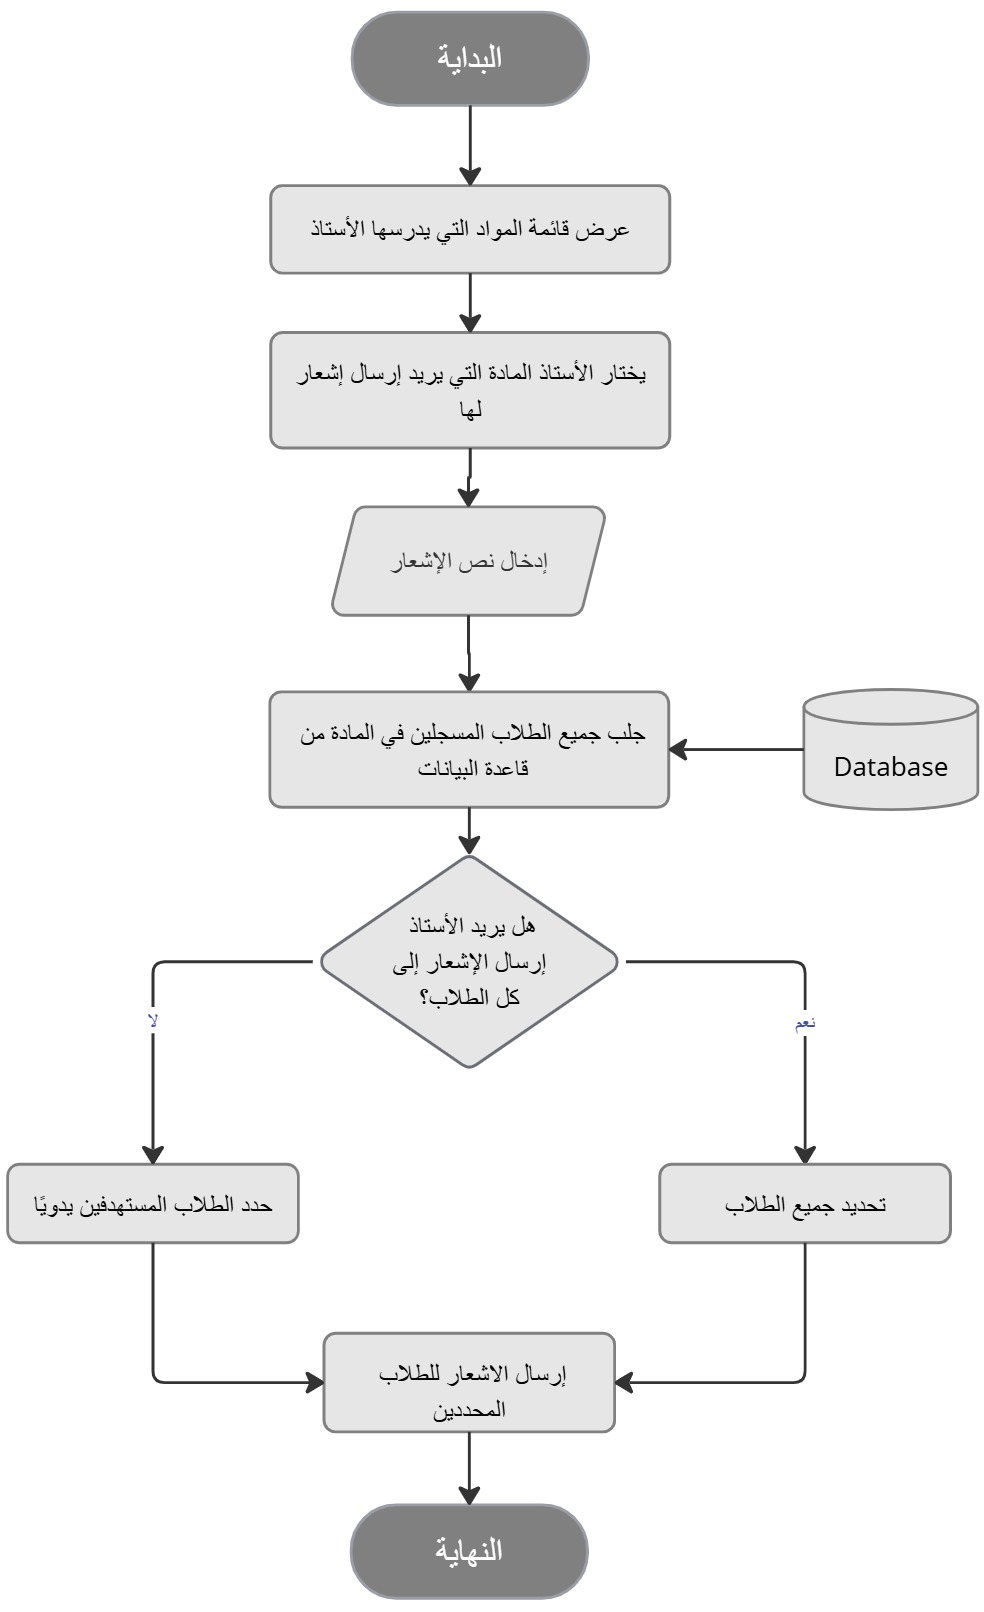 البداية
عرض قائمة المواد التي يدرسها الأستاذ
يختار الأستاذ المادة التي يريد إرسال إشعار
لها
إدخال نص الإشعار
جلب جميع الطلاب المسجلين في المادة من
قاعدة البيانات
Database
هل يريد الأستاذ
إرسال الإشعار إلى
كل الطلاب؟
نعم
لا
تحديد جميع الطلاب
حدد الطلاب المستهدفين يدويًا
إرسال الاشعار للطلاب
المحددين
النهاية